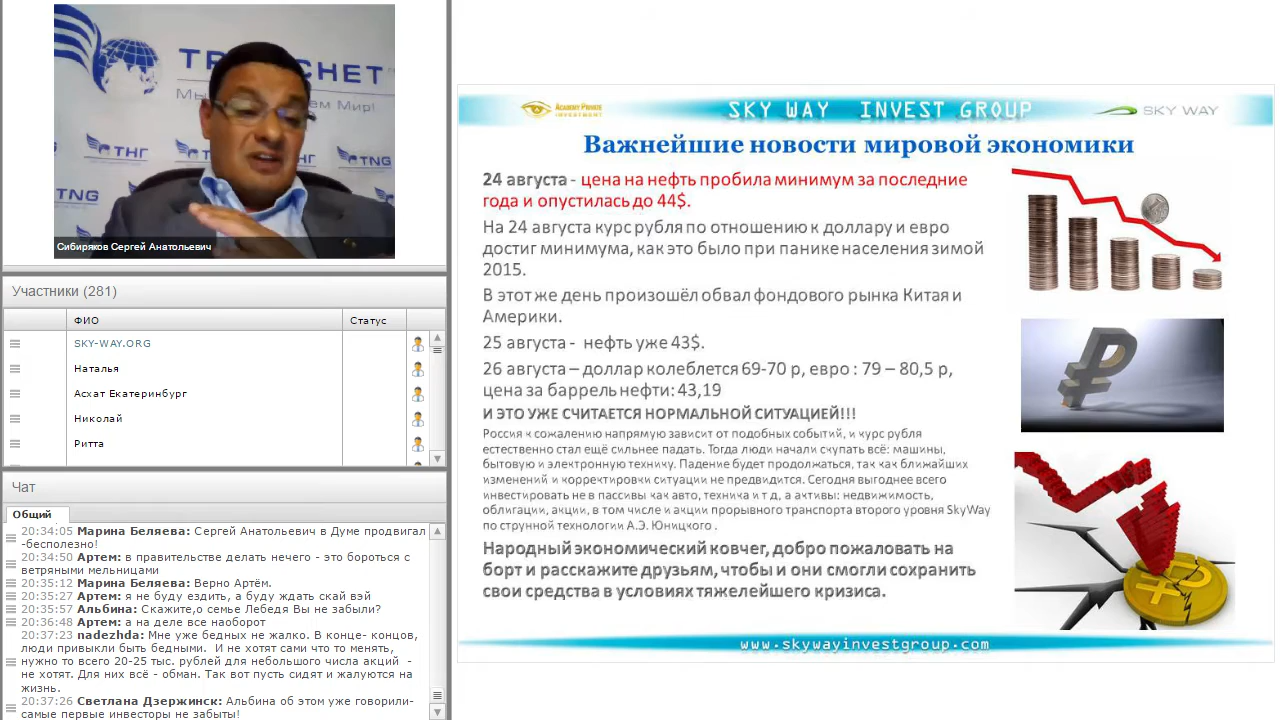 ТНГ
TNG
TNG
TNG
Сибиряков Сергей Анатольевич
Участники (281)
ФИО
Статус
SKY-WAY.ORG
Наталья
Асхат Екатеринбург
Николай
Ритта
Чат
Общий
20:34:05 Марина Беляева: Сергей Анатольевич в Думе продвигал
-бесполезно!
20:34:50 Артем: в правительстве делать нечего - это бороться с
ветряными мельницами
20:35:12 Марина Беляева: Верно Артём.
20:35:27 Артем: я не буду ездить, а буду ждать скай вэй
20:35:57 Альбина: Скажите,о семье Лебедя Вы не забыли?
20:36:48 Артем: а на деле все наоборот
20:37:23 nadezhda: Мне уже бедных не жалко. В конце- концов,
люди привыкли быть бедными. И не хотят сами что то менять,
нужно то всего 20-25 тыс. рублей для небольшого числа акций -
не хотят. Для них всё - обман. Так вот пусть сидят и жалуются на
жизнь.
20:37:26 Светлана Дзержинск: Альбина об этом уже говорили-
самые первые инвесторы не забыты!
ACADEMY PRIVATE
INVESTMENT
SKY WAY INVEST GROUP
SKY WAY
Важнейшие новости мировой экономики
24 августа - цена на нефть пробила минимум за последние
года и опустилась до 44$.
На 24 августа курс рубля по отношению к доллару и евро
достиг минимума, как это было при панике населения зимой
2015.
В этот же день произошёл обвал фондового рынка Китая и
Америки.
25 августа - нефть уже 43$.
26 августа – доллар колеблется 69-70 р, евро : 79 – 80,5 р,
цена за баррель нефти: 43,19
И ЭТО УЖЕ СЧИТАЕТСЯ НОРМАЛЬНОЙ СИТУАЦИЕЙ!!!
Россия к сожалению напрямую зависит от подобных событий, и курс рубля
естественно стал ещё сильнее падать. Тогда люди начали скупать всё: машины,
бытовую и электронную технику. Падение будет продолжаться, так как ближайших
изменений и корректировки ситуации не предвидится. Сегодня выгоднее всего
инвестировать не в пассивы как авто, техника и т д, а активы: недвижимость,
облигации, акции, в том числе и акции прорывного транспорта второго уровня SkyWay
по струнной технологии А.Э. Юницкого .
Народный экономический ковчег, добро пожаловать на
борт и расскажите друзьям, чтобы и они смогли сохранить
свои средства в условиях тяжелейшего кризиса.
www.skywayinvestgroup.com